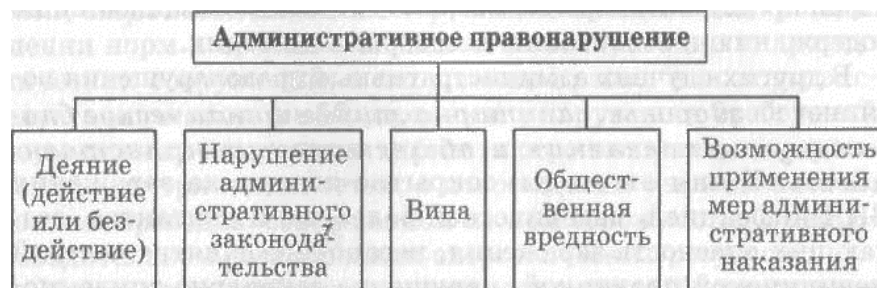 Административное правонарушение
Деяние
(действие
или без-
действие)
Нарушение
админи-
стративного
законода-
тельства
Вина
Общест-
венная
вредность
Возможность
применения
мер админи-
стративного
наказания